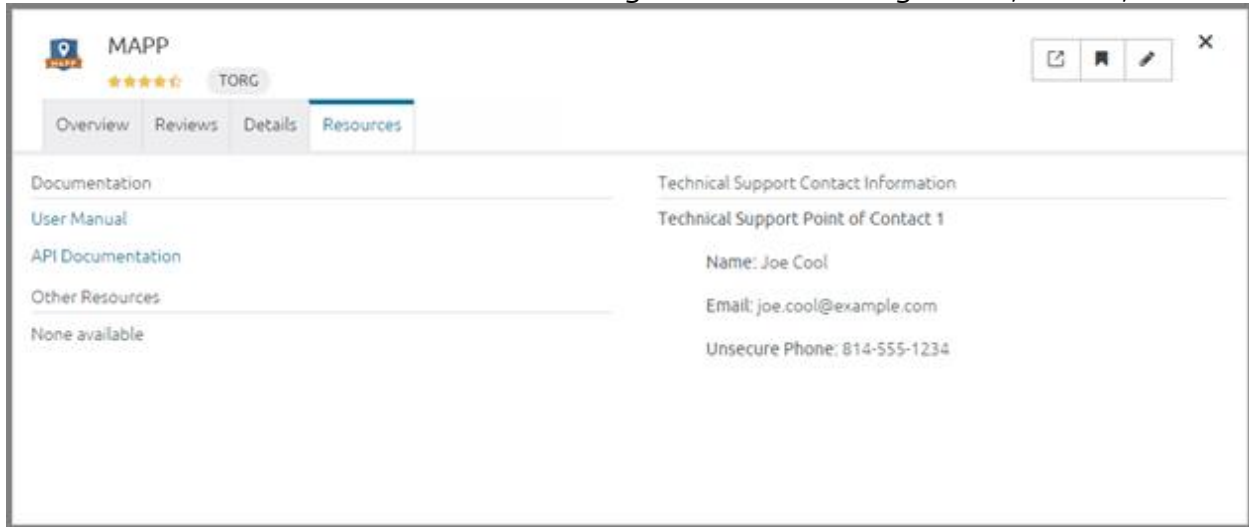 MAPP
MAPP
TORG
Overview Reviews Details Resources
Documentation
User Manual
API Documentation
Other Resources
None available
Technical Support Contact Information
Technical Support Point of Contact 1
Name: Joe Cool
Email: joe.cool@example.com
Unsecure Phone: 814-555-1234